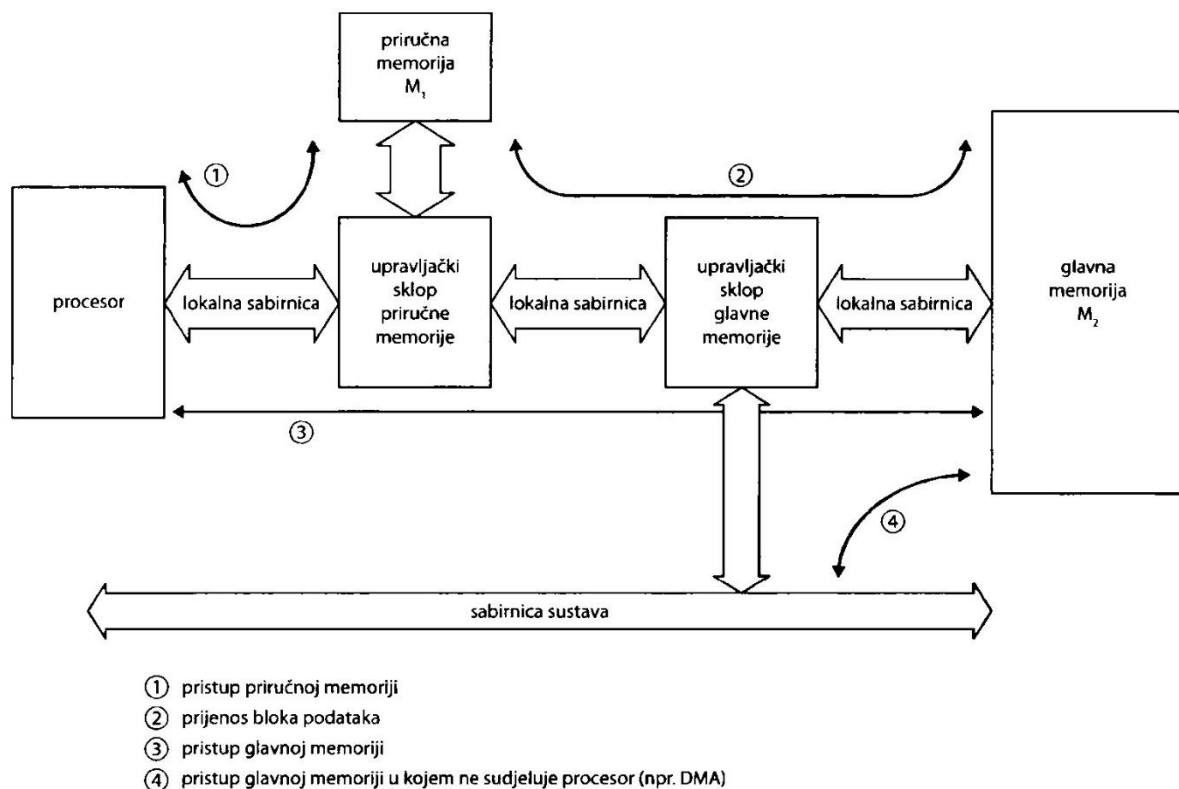 priručna
memorija
M₁
①
②
procesor
lokalna sabirnica
upravljački
sklop
priručne
memorije
lokalna sabirnica
upravljački
sklop
glavne
memorije
lokalna sabirnica
glavna
memorija
M₂
③
④
sabirnica sustava
① pristup priručnoj memoriji
② prijenos bloka podataka
③ pristup glavnoj memoriji
④ pristup glavnoj memoriji u kojem ne sudjeluje procesor (npr. DMA)